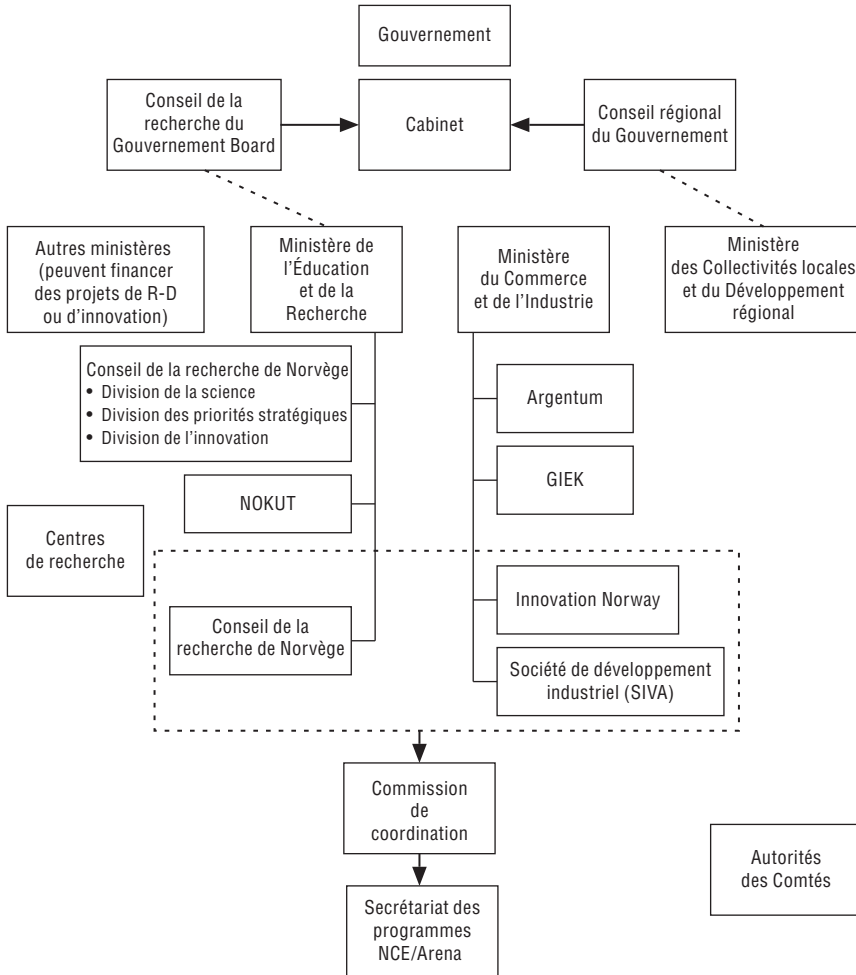 Gouvernement
Conseil de la
recherche du
Gouvernement Board
Cabinet
Conseil régional
du Gouvernement
Autres ministères
(peuvent financer
des projets de R-D
ou d'innovation)
Ministère de
l'Éducation
et de la
Recherche
Ministère
du Commerce
et de l'Industrie
Ministère
des Collectivités locales
et du Développement
régional
Conseil de la recherche de Norvège
• Division de la science
• Division des priorités stratégiques
• Division de l'innovation
Argentum
NOKUT
GIEK
Centres
de recherche
Conseil de la
recherche de Norvège
Innovation Norway
Société de développement
industriel (SIVA)
Commission
de
coordination
Autorités
des Comtés
Secrétariat des
programmes
NCE/Arena